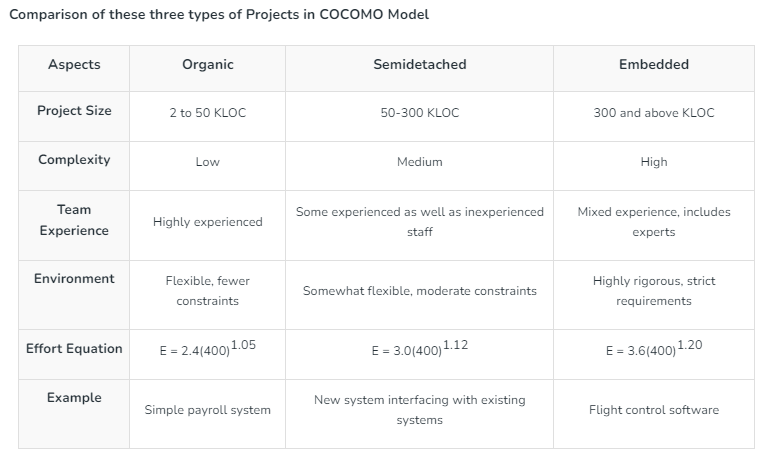 Comparison of these three types of Projects in COCOMO Model
Aspects Organic Semidetached Embedded
Project Size 2 to 50 KLOC 50-300 KLOC 300 and above KLOC
Complexity Low Medium High
Team Experience Highly experienced Some experienced as well as inexperienced staff Mixed experience, includes experts
Environment Flexible, fewer constraints Somewhat flexible, moderate constraints Highly rigorous, strict requirements
Effort Equation E = 2.4(400)1.05 E = 3.0(400)1.12 E = 3.6(400)1.20
Example Simple payroll system New system interfacing with existing systems Flight control software